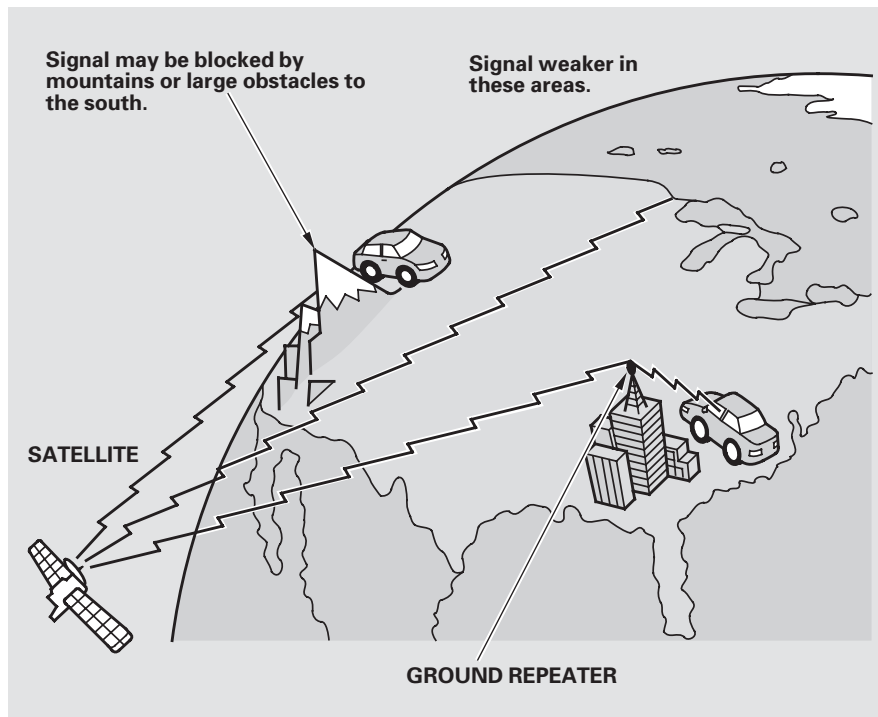 Signal may be blocked by
mountains or large obstacles to
the south.
Signal weaker in
these areas.
SATELLITE
GROUND REPEATER